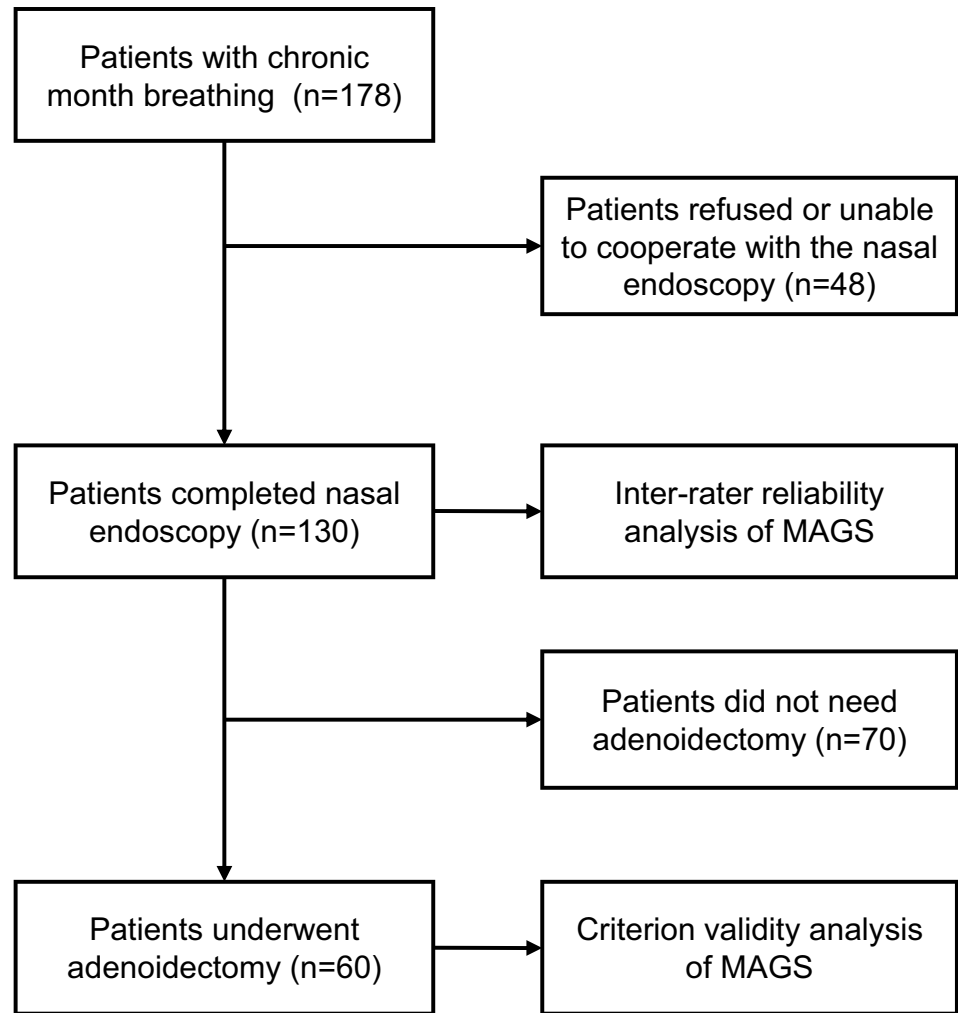 Patients with chronic
month breathing (n=178)
Patients refused or unable
to cooperate with the nasal
endoscopy (n=48)
Patients completed nasal
endoscopy (n=130)
Inter-rater reliability
analysis of MAGS
Patients did not need
adenoidectomy (n=70)
Patients underwent
adenoidectomy (n=60)
Criterion validity analysis
of MAGS